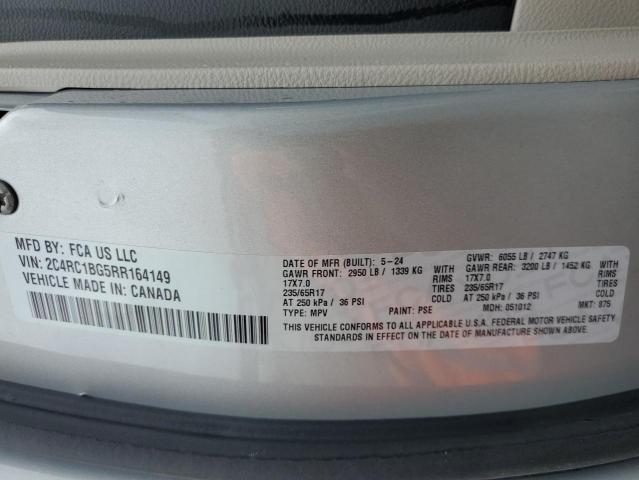 MFD BY: FCA US LLC
VIN: 2C4RC1BG5RR164149
VEHICLE MADE IN: CANADA
DATE OF MFR (BUILT): 5-24 GVWR: 6055 LB / 2747 KG
GAWR FRONT: 2950 LB / 1339 KG WITH GAWR REAR: 3200 LB / 1452 KG WITH
17X7.0 RIMS 17X7.0 RIMS
235/65R17 TIRES 235/65R17 TIRES
AT 250 kPa / 36 PSI COLD AT 250 kPa / 36 PSI COLD
TYPE: MPV PAINT: PSE MDH: 051012 MKT: 875
THIS VEHICLE CONFORMS TO ALL APPLICABLE U.S.A. FEDERAL MOTOR VEHICLE SAFETY
STANDARDS IN EFFECT ON THE DATE OF MANUFACTURE SHOWN ABOVE.